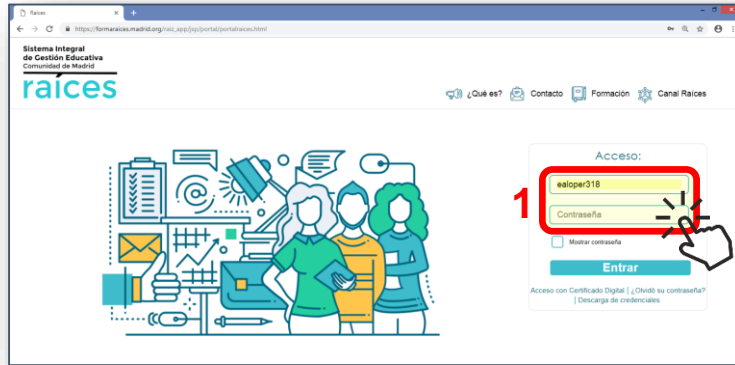 Raíces
https://formaraices.madrid.org/raiz_app/jsp/portal/portalraices.html
Sistema Integral
de Gestión Educativa
Comunidad de Madrid
raíces
¿Qué es?
Contacto
Formación
Canal Raíces
Acceso:
1
ealoper318
Contraseña
Mostrar contraseña
Entrar
Acceso con Certificado Digital | ¿Olvidó su contraseña?
| Descarga de credenciales